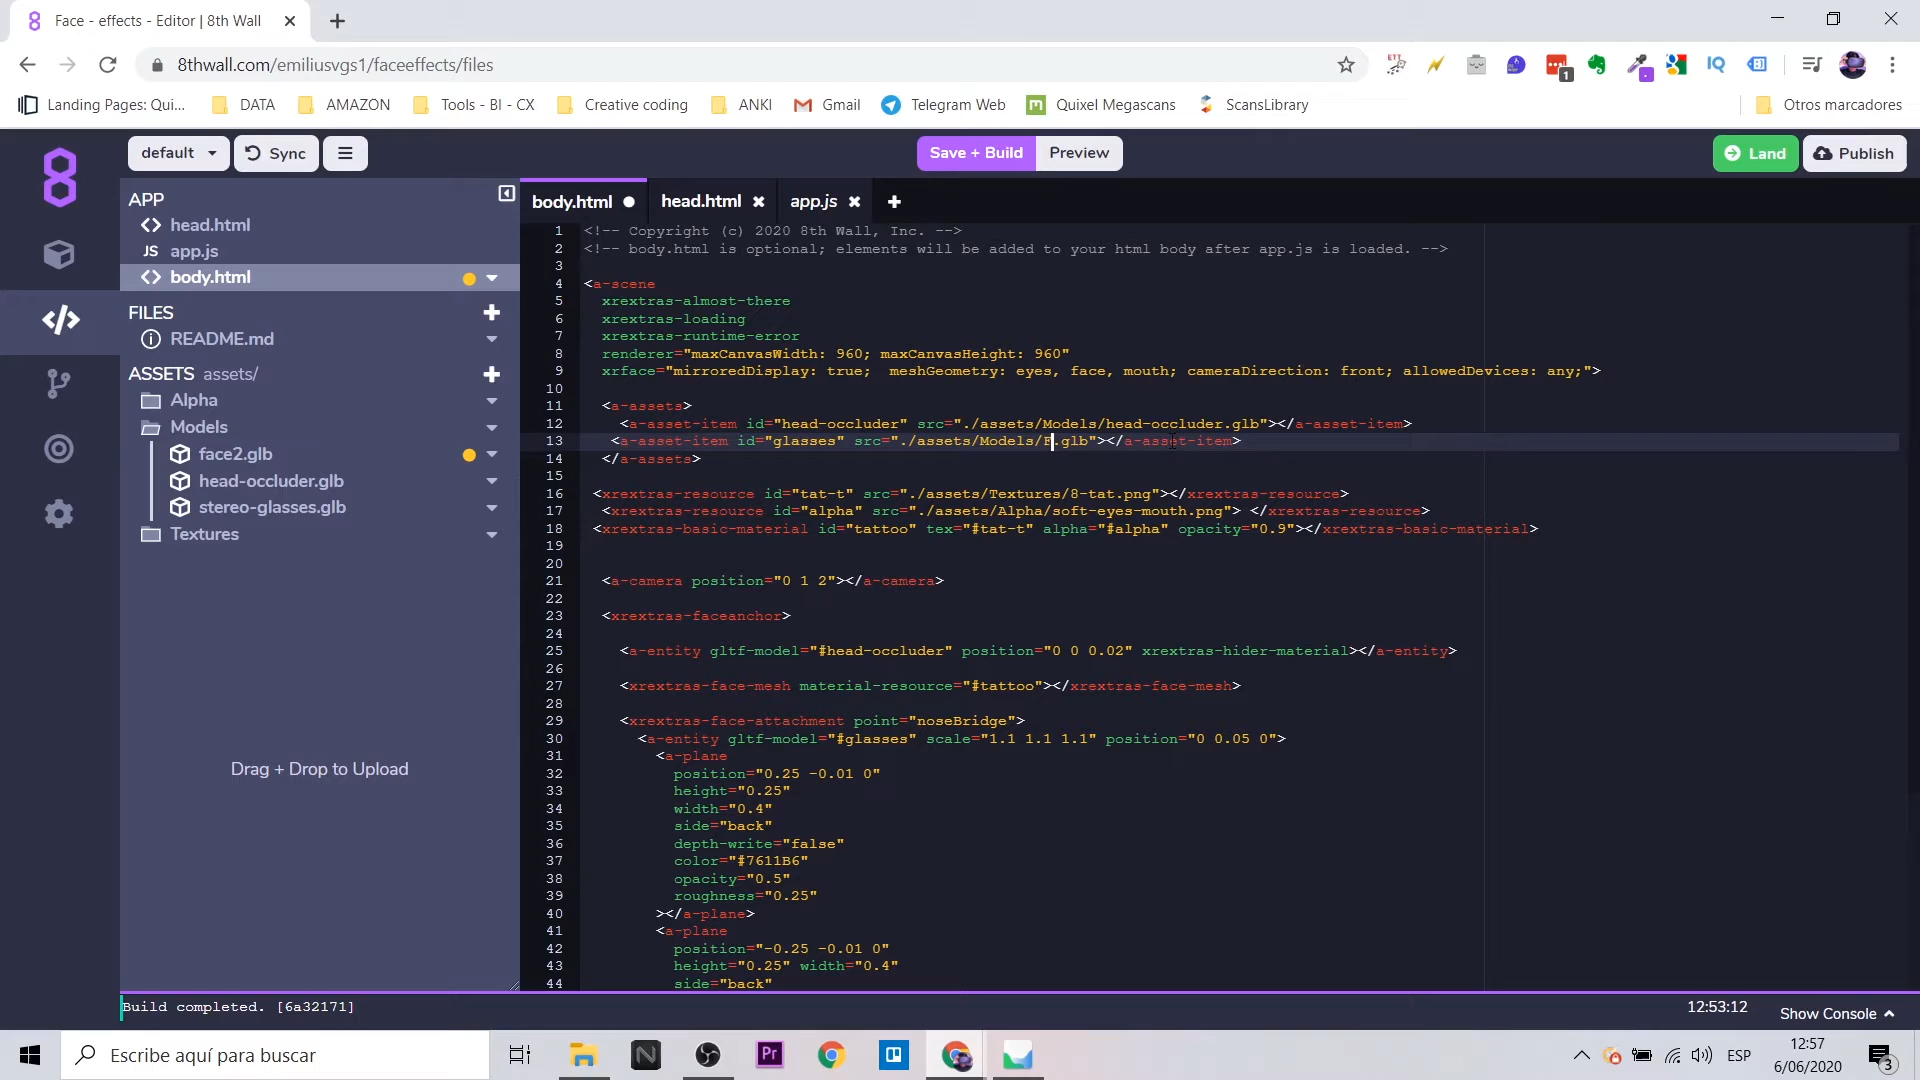 Face - effects - Editor | 8th Wall
8thwall.com/emiliusvgs1/faceeffects/files
Landing Pages: Qui...
DATA
AMAZON
Tools - BI - CX
Creative coding
ANKI
Gmail
Telegram Web
Quixel Megascans
ScansLibrary
Otros marcadores
default
Sync
Save + Build
Preview
Land
Publish
APP
head.html
JS app.js
body.html
FILES
README.md
ASSETS assets/
Alpha
Models
face2.glb
head-occluder.glb
stereo-glasses.glb
Textures
Drag + Drop to Upload
body.html
head.html
app.js
1 <!-- Copyright (c) 2020 8th Wall, Inc. -->
2 <!-- body.html is optional; elements will be added to your html body after app.js is loaded. -->
3
4 <a-scene
5 xrextras-almost-there
6 xrextras-loading
7 xrextras-runtime-error
8 renderer="maxCanvasWidth: 960; maxCanvasHeight: 960"
9 xrface="mirroredDisplay: true;  meshGeometry: eyes, face, mouth; cameraDirection: front; allowedDevices: any;">
10
11 <a-assets>
12 <a-asset-item id="head-occluder" src="./assets/Models/head-occluder.glb"></a-asset-item>
13 <a-asset-item id="glasses" src="./assets/Models/F.glb"></a-asset-item>
14 </a-assets>
15
16 <xrextras-resource id="tat-t" src="./assets/Textures/8-tat.png"></xrextras-resource>
17 <xrextras-resource id="alpha" src="./assets/Alpha/soft-eyes-mouth.png"> </xrextras-resource>
18 <xrextras-basic-material id="tattoo" tex="#tat-t" alpha="#alpha" opacity="0.9"></xrextras-basic-material>
19
20
21 <a-camera position="0 1 2"></a-camera>
22
23 <xrextras-faceanchor>
24
25 <a-entity gltf-model="#head-occluder" position="0 0 0.02" xrextras-hider-material></a-entity>
26
27 <xrextras-face-mesh material-resource="#tattoo"></xrextras-face-mesh>
28
29 <xrextras-face-attachment point="noseBridge">
30 <a-entity gltf-model="#glasses" scale="1.1 1.1 1.1" position="0 0.05 0">
31 <a-plane
32 position="0.25 -0.01 0"
33 height="0.25"
34 width="0.4"
35 side="back"
36 depth-write="false"
37 color="#7611B6"
38 opacity="0.5"
39 roughness="0.25"
40 ></a-plane>
41 <a-plane
42 position="-0.25 -0.01 0"
43 height="0.25" width="0.4"
44 side="back"
Build completed. [6a32171]
12:53:12
Show Console
Escribe aquí para buscar
ESP
12:57
6/06/2020
3